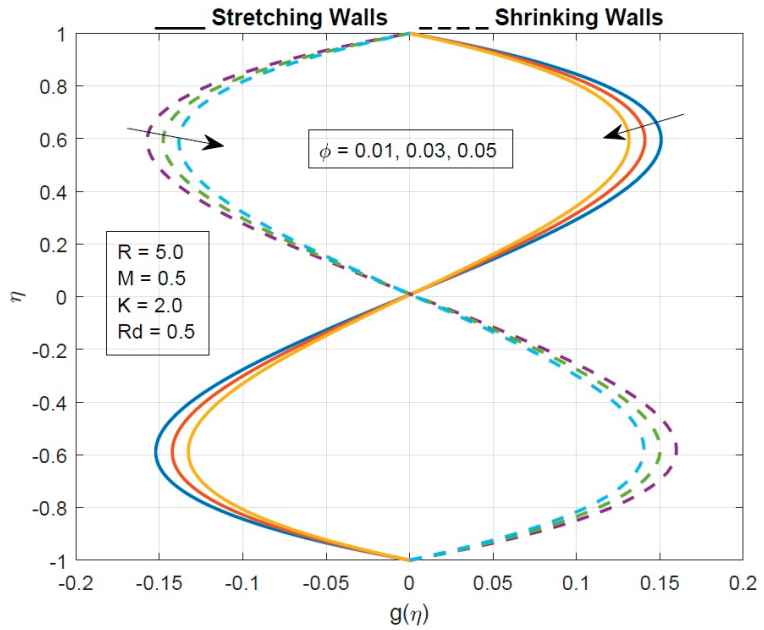 Stretching Walls Shrinking Walls
1
0.8
0.6
0.4
0.2
0
-0.2
-0.4
-0.6
-0.8
-1
η
ϕ = 0.01, 0.03, 0.05
R = 5.0
M = 0.5
K = 2.0
Rd = 0.5
-0.2 -0.15 -0.1 -0.05 0 0.05 0.1 0.15 0.2
g(η)